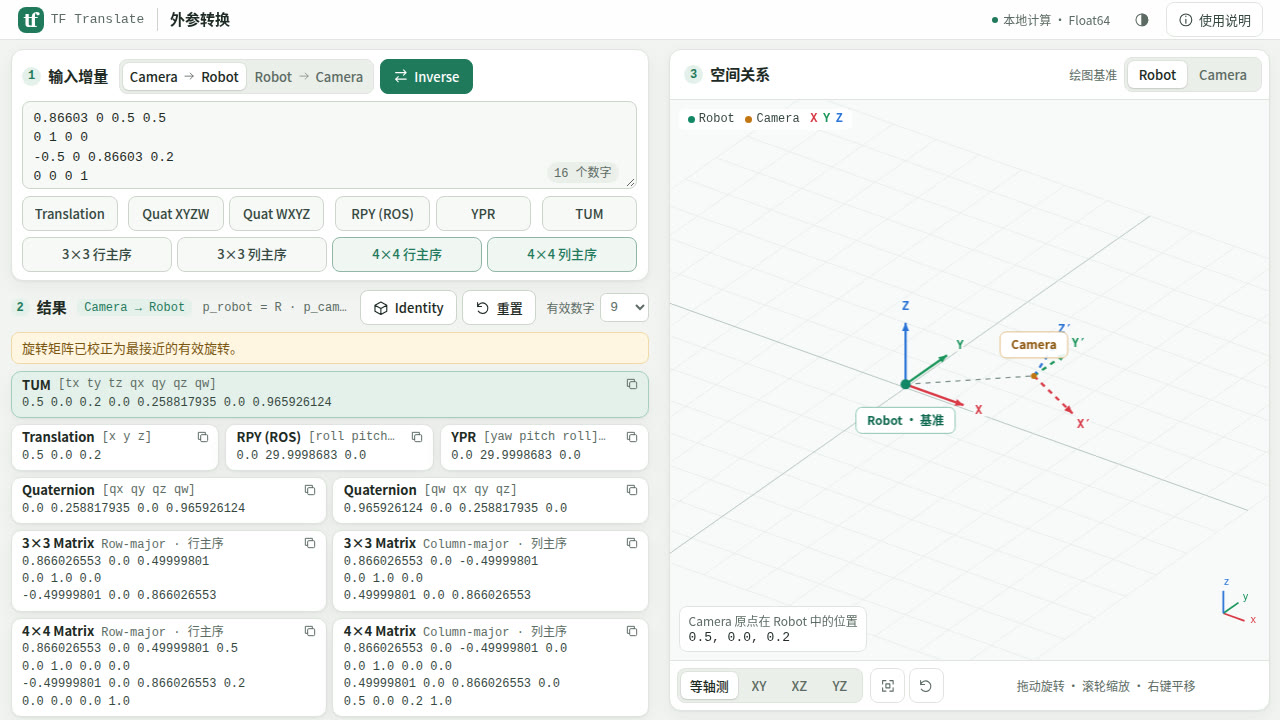 tf TF Translate 外参转换
本地计算 · Float64
使用说明
1 输入增量
Camera → Robot
Robot → Camera
Inverse
0.86603 0 0.5 0.5
0 1 0 0
-0.5 0 0.86603 0.2
0 0 0 1
16 个数字
Translation
Quat XYZW
Quat WXYZ
RPY (ROS)
YPR
TUM
3×3 行主序
3×3 列主序
4×4 行主序
4×4 列主序
2 结果
Camera → Robot
p_robot = R · p_cam…
Identity
重置
有效数字
9
旋转矩阵已校正为最接近的有效旋转。
TUM [tx ty tz qx qy qz qw]
0.5 0.0 0.2 0.0 0.258817935 0.0 0.965926124
Translation [x y z]
0.5 0.0 0.2
RPY (ROS) [roll pitch…
0.0 29.9998683 0.0
YPR [yaw pitch roll]…
0.0 29.9998683 0.0
Quaternion [qx qy qz qw]
0.0 0.258817935 0.0 0.965926124
Quaternion [qw qx qy qz]
0.965926124 0.0 0.258817935 0.0
3×3 Matrix Row-major · 行主序
0.866026553 0.0 0.49999801
0.0 1.0 0.0
-0.49999801 0.0 0.866026553
3×3 Matrix Column-major · 列主序
0.866026553 0.0 -0.49999801
0.0 1.0 0.0
0.49999801 0.0 0.866026553
4×4 Matrix Row-major · 行主序
0.866026553 0.0 0.49999801 0.5
0.0 1.0 0.0 0.0
-0.49999801 0.0 0.866026553 0.2
0.0 0.0 0.0 1.0
4×4 Matrix Column-major · 列主序
0.866026553 0.0 -0.49999801 0.0
0.0 1.0 0.0 0.0
0.49999801 0.0 0.866026553 0.0
0.5 0.0 0.2 1.0
3 空间关系
绘图基准
Robot
Camera
Robot Camera X Y Z
Z
Y
X
Robot · 基准
Camera
Z′
Y′
X′
Camera 原点在 Robot 中的位置
0.5, 0.0, 0.2
z
y
x
等轴测
XY
XZ
YZ
拖动旋转 · 滚轮缩放 · 右键平移